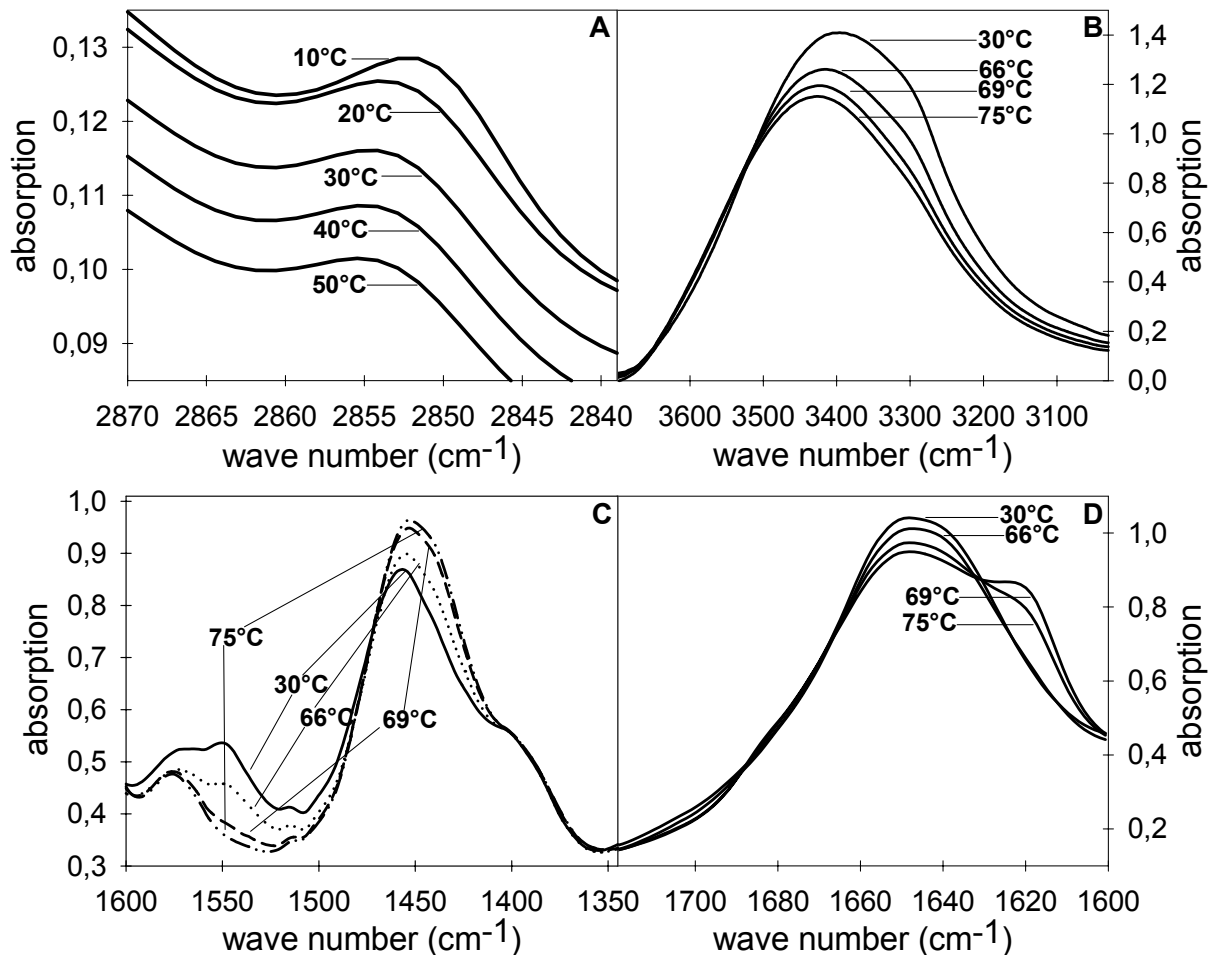 A
0,13
0,12
0,11
0,10
0,09
absorption
10°C
20°C
30°C
40°C
50°C
2870 2865 2860 2855 2850 2845 2840
wave number (cm-1)
B
30°C
66°C
69°C
75°C
1,4
1,2
1,0
0,8
0,6
0,4
0,2
0,0
absorption
3600 3500 3400 3300 3200 3100
wave number (cm-1)
C
1,0
0,9
0,8
0,7
0,6
0,5
0,4
0,3
absorption
75°C
30°C
66°C
69°C
1600 1550 1500 1450 1400 1350
wave number (cm-1)
D
30°C
66°C
69°C
75°C
1,0
0,8
0,6
0,4
0,2
absorption
1700 1680 1660 1640 1620 1600
wave number (cm-1)